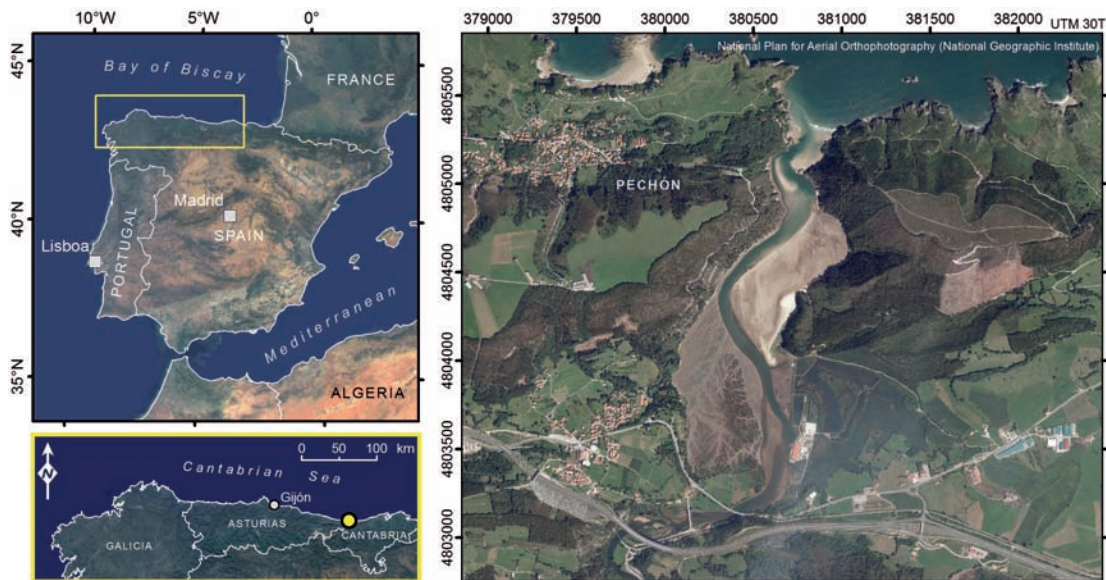 10°W
5°W
0°
45°N
40°N
35°N
Bay of Biscay
FRANCE
Madrid
SPAIN
Lisboa
PORTUGAL
Mediterranean
ALGERIA
0 60 100 km
N
Cantabrian Sea
Gijón
ASTURIAS
GALICIA
CANTABRIA
379000 379500 380000 380500 381000 381500 382000
UTM 30T
National Plan for Aerial Orthophotography (National Geographic Institute)
4805500
4805000
4804500
4804000
4803500
4803000
PECHÓN